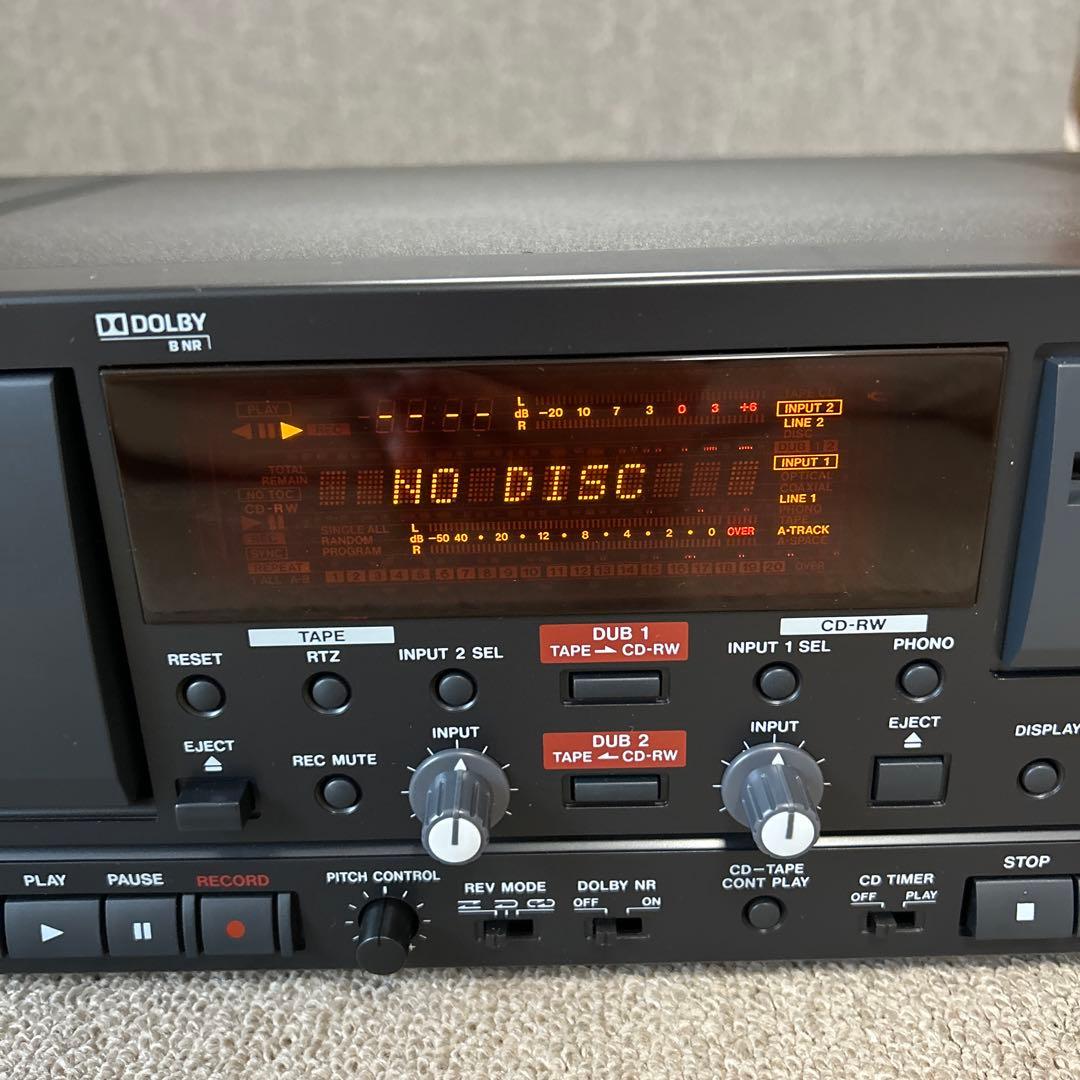 DOLBY
B NR
PLAY
REC
- - - - -
L
dB -20 10 7 3 0 3 +6
R
INPUT 2
LINE 2
DISC
DUB 1 2
TOTAL
REMAIN
NO TOC
CD-RW
REC
SYNC
REPEAT
1 ALL A-B
NO DISC
SINGLE ALL
RANDOM
PROGRAM
L
dB -50 40 • 20 • 12 • 8 • 4 • 2 • 0 OVER
R
1 2 3 4 5 6 7 8 9 10 11 12 13 14 15 16 17 18 19 20 OVER
INPUT 1
OPTICAL
COAXIAL
LINE 1
PHONO
TAPE
A-TRACK
A-SPACE
TAPE
DUB 1
TAPE CD-RW
CD-RW
RESET
RTZ
INPUT 2 SEL
INPUT 1 SEL
PHONO
EJECT
REC MUTE
INPUT
DUB 2
TAPE CD-RW
INPUT
EJECT
DISPLAY
PLAY
PAUSE
RECORD
PITCH CONTROL
REV MODE
DOLBY NR
OFF ON
CD-TAPE
CONT PLAY
CD TIMER
OFF PLAY
STOP